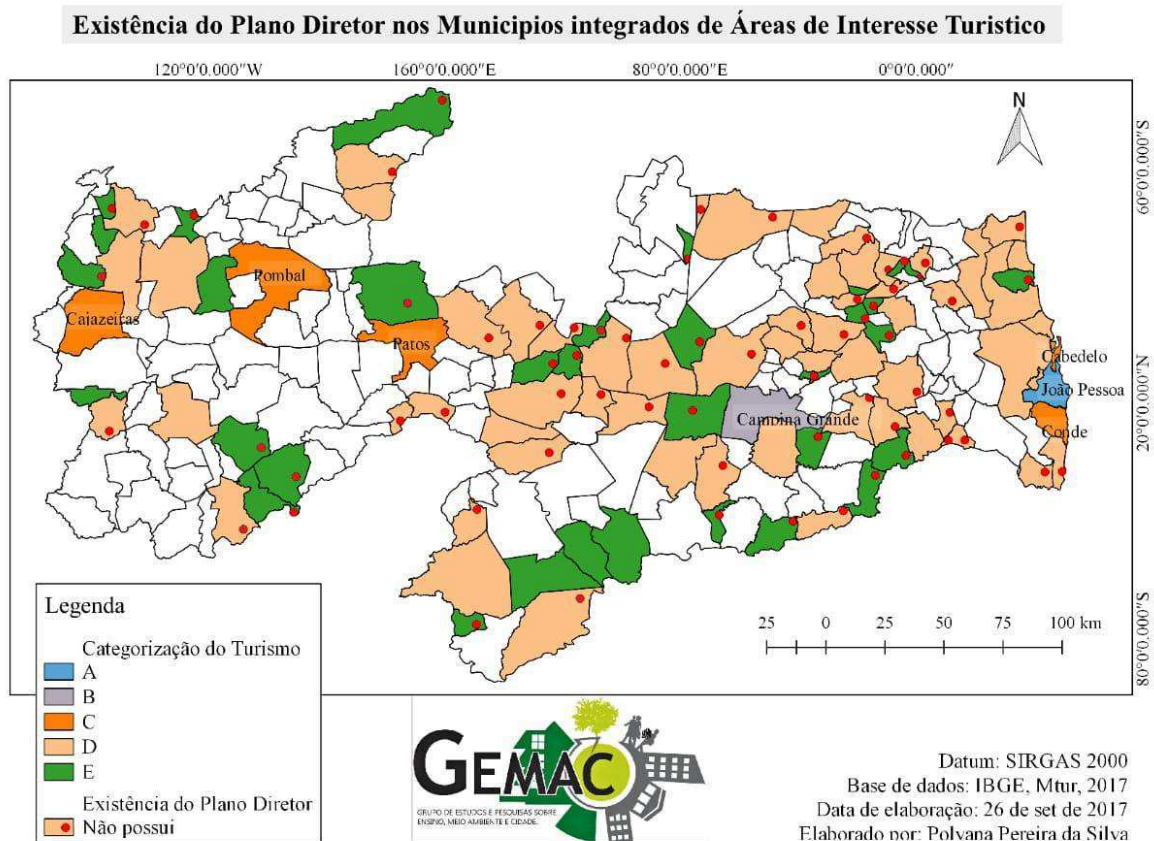 Existência do Plano Diretor nos Municipios integrados de Áreas de Interesse Turistico
120°0'0.000"W 160°0'0.000"E 80°0'0.000"E 0°0'0.000"
N
60°0'0.000"S
20°0'0.000"N
80°0'0.000"S
Pombal
Cajazeiras
Patos
Cabedelo
João Pessoa
Campina Grande
Conde
25 0 25 50 75 100 km
Legenda
Categorização do Turismo
A
B
C
D
E
Existência do Plano Diretor
Não possui
GEMAC
GRUPO DE ESTUDOS E PESQUISAS SOBRE
ENSINO, MEIO AMBIENTE E CIDADE.
Datum: SIRGAS 2000
Base de dados: IBGE, Mtur, 2017
Data de elaboração: 26 de set de 2017
Elaborado por: Polyana Pereira da Silva